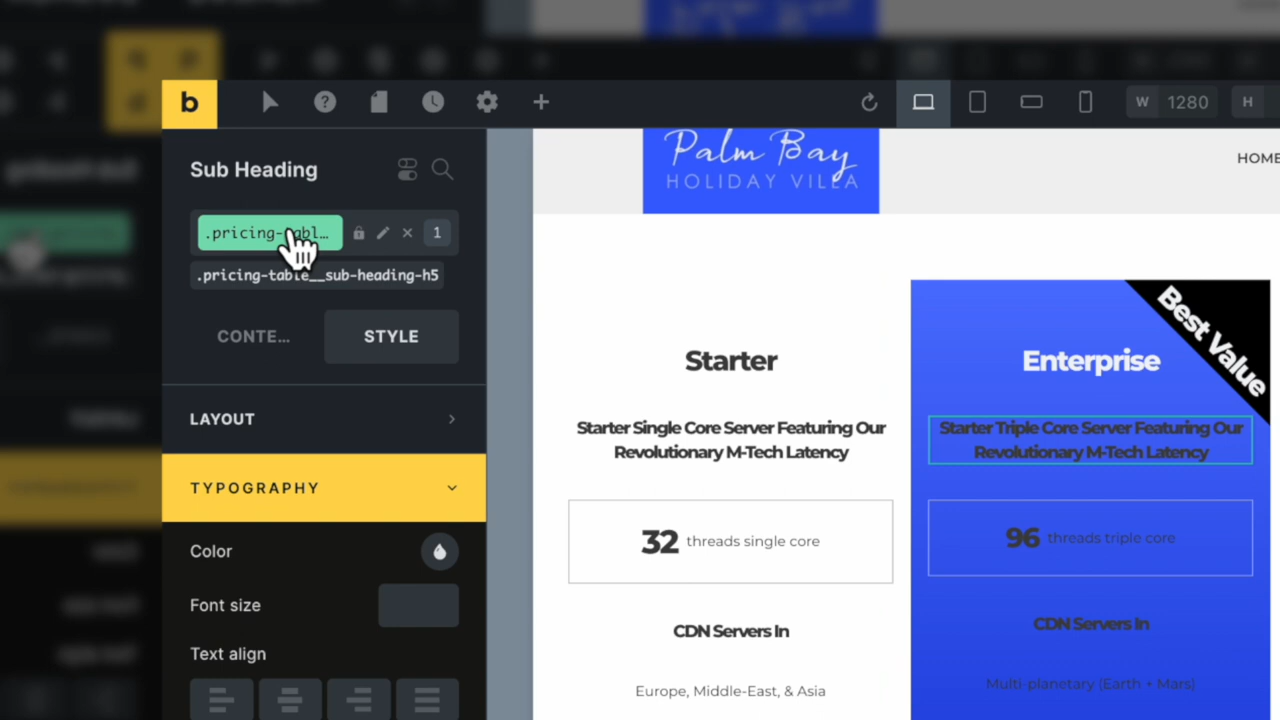 b
W 1280 H
Sub Heading
.pricing-tabl…
1
.pricing-table__sub-heading-h5
CONTE…
STYLE
LAYOUT
TYPOGRAPHY
Color
Font size
Text align
Palm Bay
HOLIDAY VILLA
HOME
Starter
Starter Single Core Server Featuring Our
Revolutionary M-Tech Latency
32 threads single core
CDN Servers In
Europe, Middle-East, & Asia
Best Value
Enterprise
Starter Triple Core Server Featuring Our
Revolutionary M-Tech Latency
96 threads triple core
CDN Servers In
Multi-planetary (Earth + Mars)